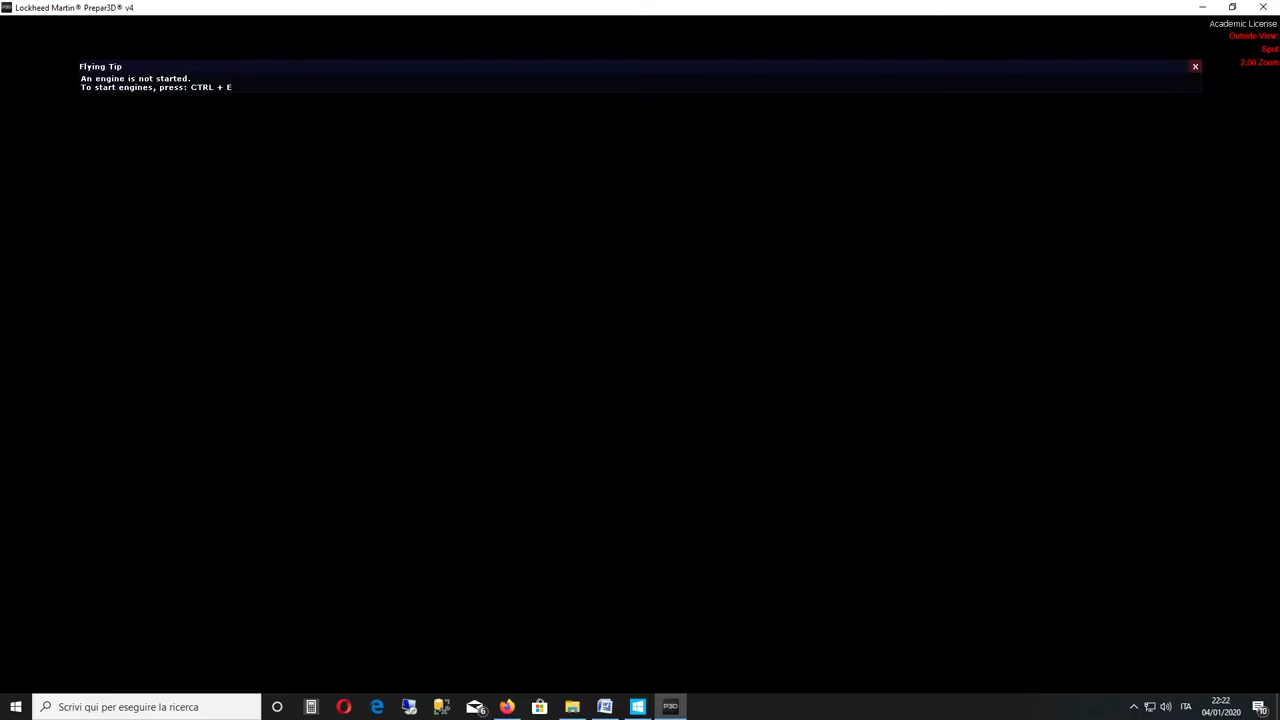 Lockheed Martin® Prepar3D® v4
Academic License
Outside View:
Spot
2,00 Zoom
Flying Tip
x
An engine is not started.
To start engines, press: CTRL + E
Scrivi qui per eseguire la ricerca
P3D
ITA
22:22
04/01/2020